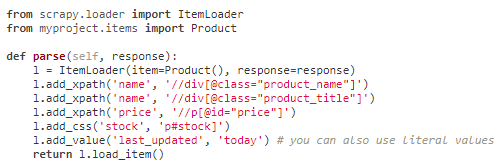 from scrapy.loader import ItemLoader
from myproject.items import Product
def parse(self, response):
    l = ItemLoader(item=Product(), response=response)
    l.add_xpath('name', '//div[@class="product_name"]')
    l.add_xpath('name', '//div[@class="product_title"]')
    l.add_xpath('price', '//p[@id="price"]')
    l.add_css('stock', 'p#stock]')
    l.add_value('last_updated', 'today') # you can also use literal values
    return l.load_item()